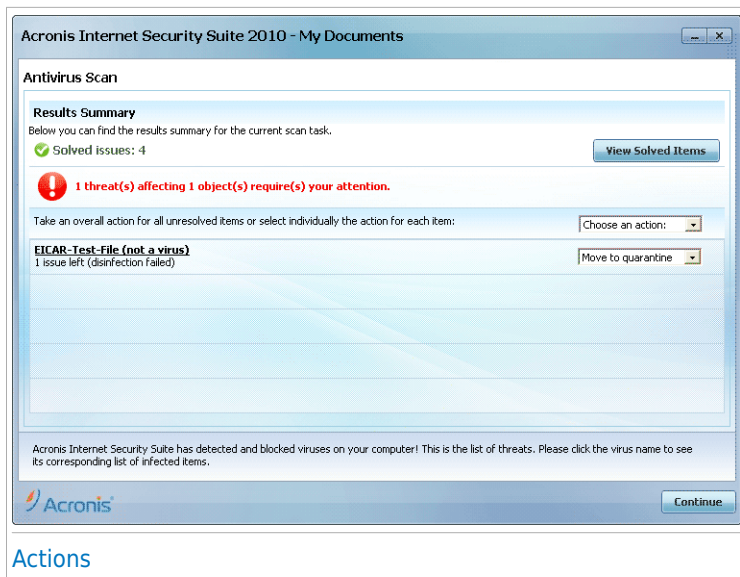 Acronis Internet Security Suite 2010 - My Documents
Antivirus Scan
Results Summary
Below you can find the results summary for the current scan task.
Solved issues: 4
View Solved Items
1 threat(s) affecting 1 object(s) require(s) your attention.
Take an overall action for all unresolved items or select individually the action for each item:
Choose an action:
EICAR-Test-File (not a virus)
Move to quarantine
1 issue left (disinfection failed)
Acronis Internet Security Suite has detected and blocked viruses on your computer! This is the list of threats. Please click the virus name to see
its corresponding list of infected items.
Acronis
Continue
Actions